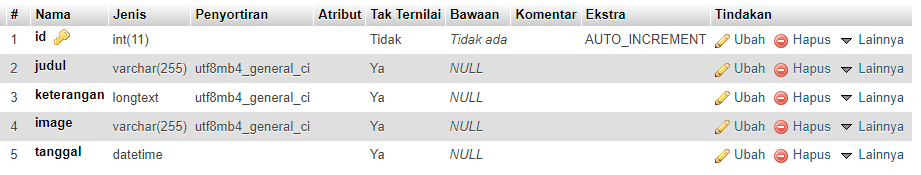 # Nama Jenis Penyortiran Atribut Tak Ternilai Bawaan Komentar Ekstra Tindakan
1 id int(11) Tidak Tidak ada AUTO_INCREMENT Ubah Hapus Lainnya
2 judul varchar(255) utf8mb4_general_ci Ya NULL Ubah Hapus Lainnya
3 keterangan longtext utf8mb4_general_ci Ya NULL Ubah Hapus Lainnya
4 image varchar(255) utf8mb4_general_ci Ya NULL Ubah Hapus Lainnya
5 tanggal datetime Ya NULL Ubah Hapus Lainnya